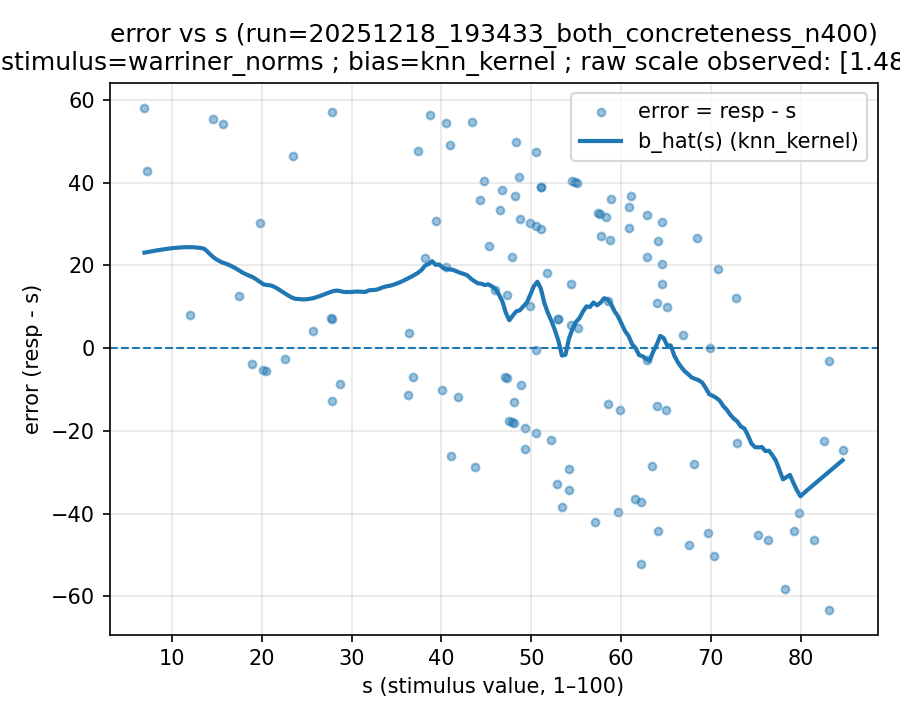 error vs s (run=20251218_193433_both_concreteness_n400)
stimulus=warriner_norms ; bias=knn_kernel ; raw scale observed: [1.48
error = resp - s
b_hat(s) (knn_kernel)
60
40
20
0
−20
−40
−60
error (resp - s)
10 20 30 40 50 60 70 80
s (stimulus value, 1–100)